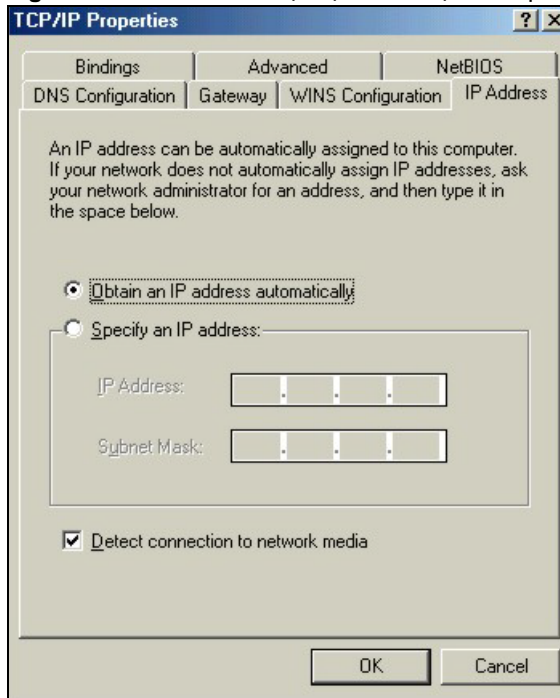 TCP/IP Properties
? X
Bindings Advanced NetBIOS
DNS Configuration Gateway WINS Configuration IP Address
An IP address can be automatically assigned to this computer.
If your network does not automatically assign IP addresses, ask
your network administrator for an address, and then type it in
the space below.
Obtain an IP address automatically
Specify an IP address:
IP Address:
. . .
Subnet Mask:
. . .
Detect connection to network media
OK Cancel